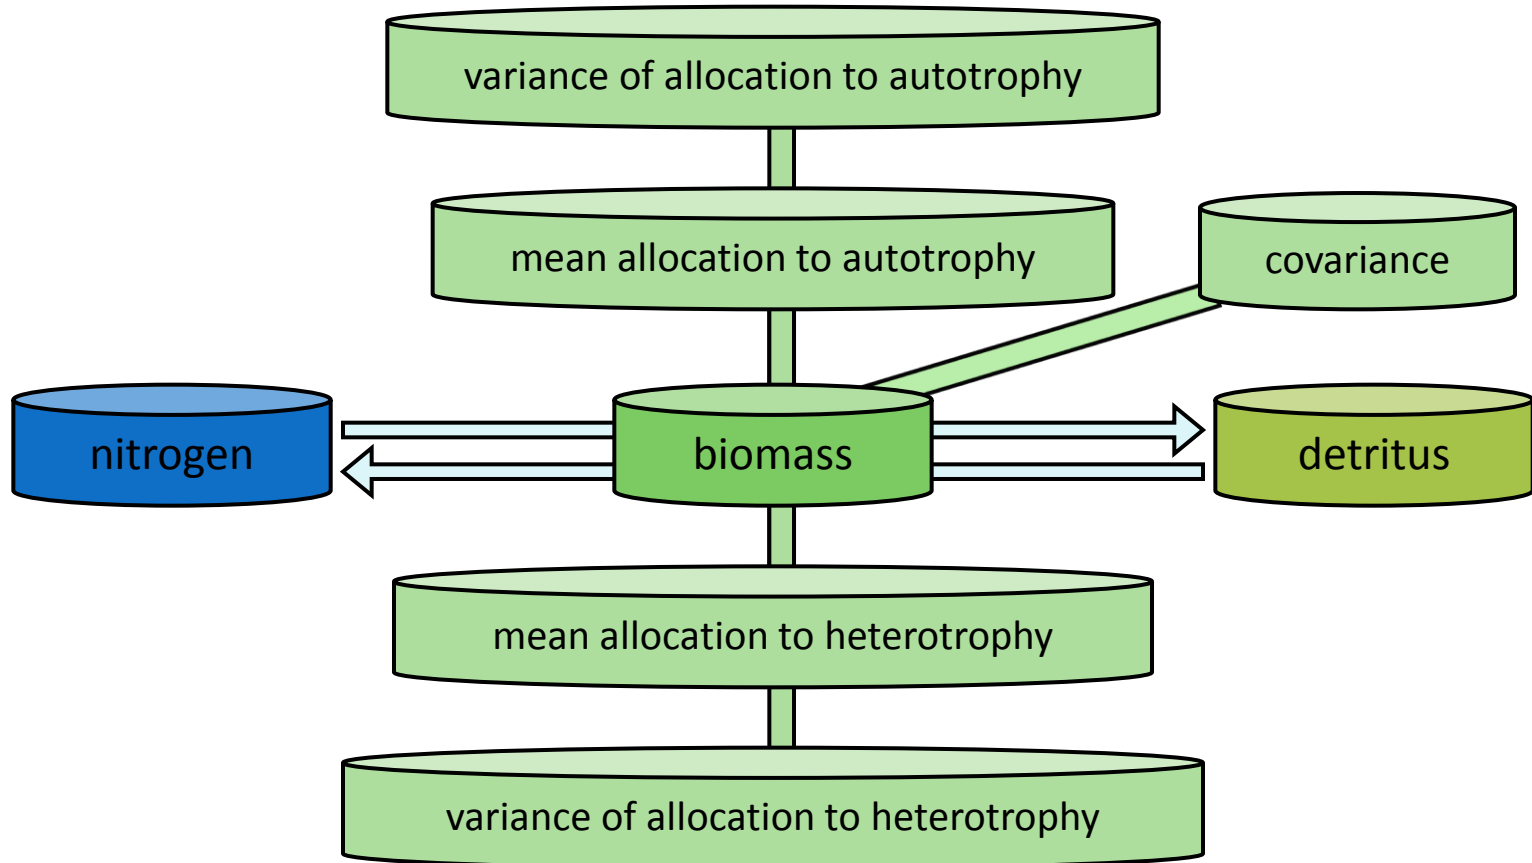 variance of allocation to autotrophy
mean allocation to autotrophy
covariance
nitrogen
biomass
detritus
mean allocation to heterotrophy
variance of allocation to heterotrophy